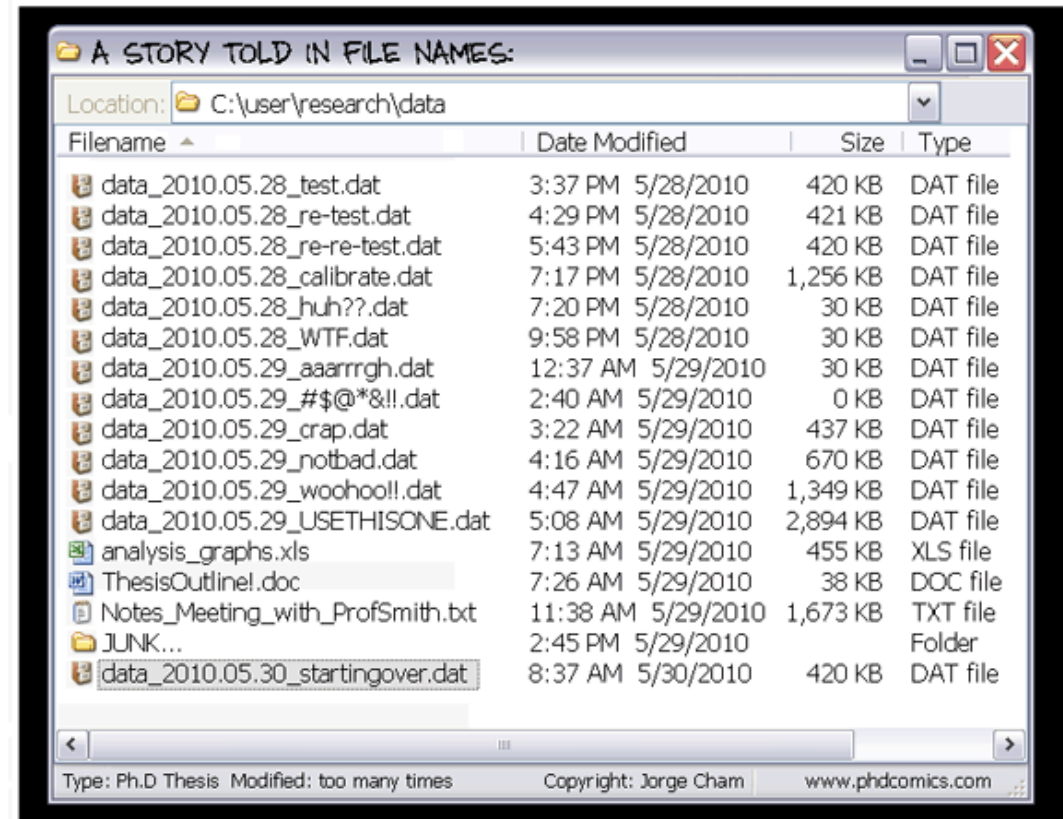 A STORY TOLD IN FILE NAMES:
Location: C:\user\research\data
Filename Date Modified Size Type
data_2010.05.28_test.dat 3:37 PM 5/28/2010 420 KB DAT file
data_2010.05.28_re-test.dat 4:29 PM 5/28/2010 421 KB DAT file
data_2010.05.28_re-re-test.dat 5:43 PM 5/28/2010 420 KB DAT file
data_2010.05.28_calibrate.dat 7:17 PM 5/28/2010 1,256 KB DAT file
data_2010.05.28_huh??.dat 7:20 PM 5/28/2010 30 KB DAT file
data_2010.05.28_WTF.dat 9:58 PM 5/28/2010 30 KB DAT file
data_2010.05.29_aaarrrgh.dat 12:37 AM 5/29/2010 30 KB DAT file
data_2010.05.29_#$@*&!!.dat 2:40 AM 5/29/2010 0 KB DAT file
data_2010.05.29_crap.dat 3:22 AM 5/29/2010 437 KB DAT file
data_2010.05.29_notbad.dat 4:16 AM 5/29/2010 670 KB DAT file
data_2010.05.29_woohoo!!.dat 4:47 AM 5/29/2010 1,349 KB DAT file
data_2010.05.29_USETHISONE.dat 5:08 AM 5/29/2010 2,894 KB DAT file
analysis_graphs.xls 7:13 AM 5/29/2010 455 KB XLS file
ThesisOutline!.doc 7:26 AM 5/29/2010 38 KB DOC file
Notes_Meeting_with_ProfSmith.txt 11:38 AM 5/29/2010 1,673 KB TXT file
JUNK... 2:45 PM 5/29/2010 Folder
data_2010.05.30_startingover.dat 8:37 AM 5/30/2010 420 KB DAT file
Type: Ph.D Thesis Modified: too many times Copyright: Jorge Cham www.phdcomics.com